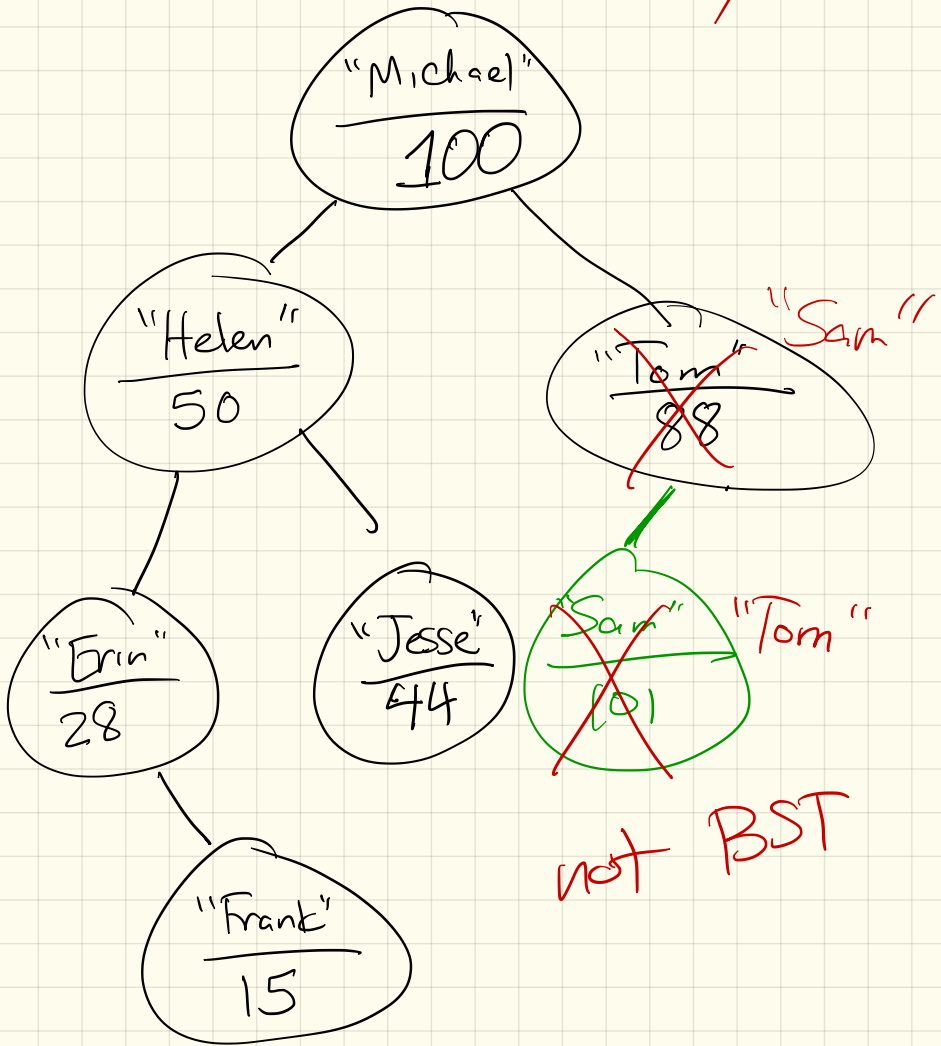 "Michael"
100
"Helen"
50
"Tom"
88
"Sam"
"Erin"
28
"Jesse"
44
"Sam"
101
"Tom"
not BST
"Frank"
15